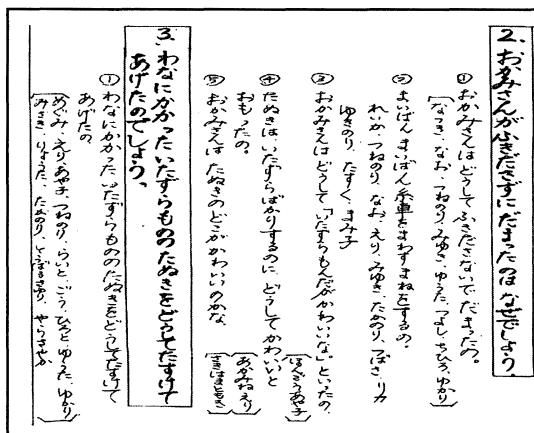 2、おかみさんがふきださずにだまったのはなぜでしょう。
① おかみさんはどうしてふきださないでだまったの。
(なつき、なお、つねのり、みゆき、ゆうた、つよし、ちひろ、ゆかり)
② まいばんまいばん糸車をまわすまねをするの。
れいか、つねのり、なお、えり、みゆき、たかのり、つばさ、リカ
ゆきのり、たすく、まみ子
③ おかみさんはどうして「いたずらもんだがかわいいな」といったの。
(ほんごうあや子)
④ たぬきは、いたずらばかりするのに、どうしてかわいいと
おもったの。
(あかみねえり)
⑤ おかみさんはたぬきのどこがかわいいのかな。
(さきはまともき)
3、わなにかかったいたずらもののたぬきをどうしてたすけて
あげたのでしょう。
① わなにかかったいたずらもののたぬきをどうしてたすけて
あげたの
めぐみ、えり、あや子、つねのり、らいと、ごう、ひろと、ゆうた、ゆかり
みさき、りょうた、たかのり